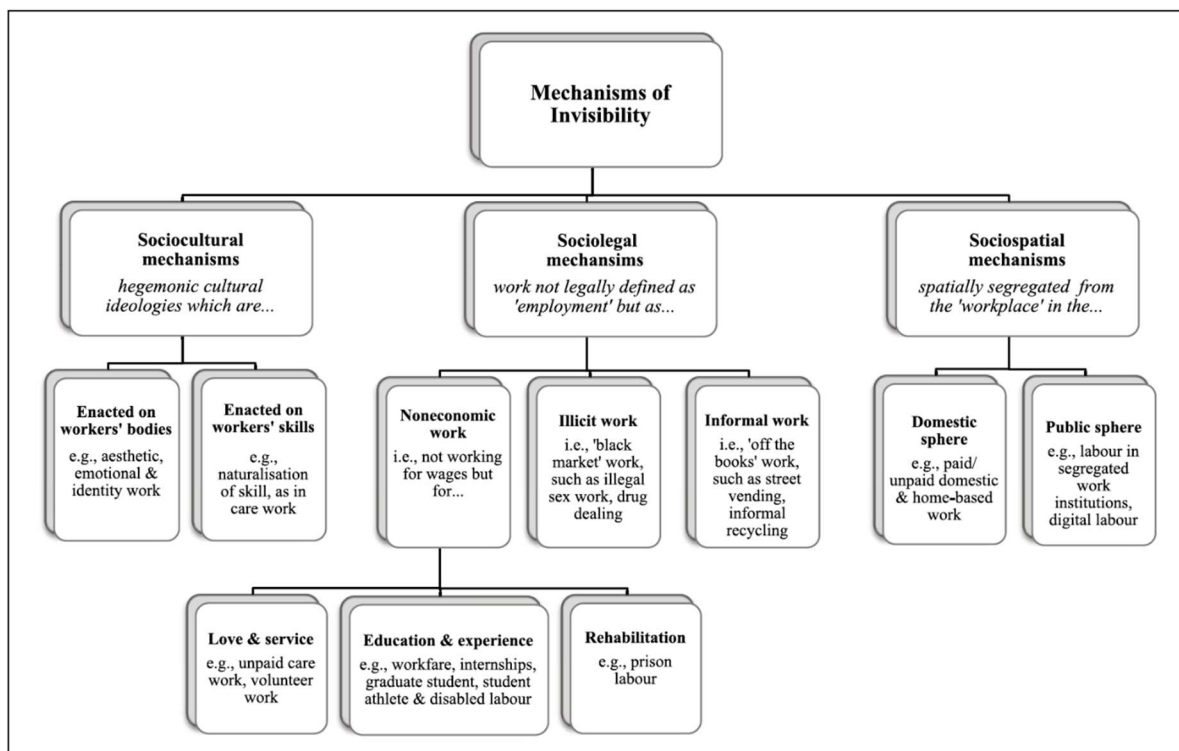 Mechanisms of
Invisibility
Sociocultural
mechanisms
hegemonic cultural
ideologies which are...
Sociolegal
mechansims
work not legally defined as
'employment' but as...
Sociospatial
mechanisms
spatially segregated from
the 'workplace' in the...
Enacted on
workers' bodies
e.g., aesthetic,
emotional &
identity work
Enacted on
workers' skills
e.g.,
naturalisation
of skill, as in
care work
Noneconomic
work
i.e., not working
for wages but
for...
Illicit work
i.e., 'black
market' work,
such as illegal
sex work, drug
dealing
Informal work
i.e., 'off the
books' work,
such as street
vending,
informal
recycling
Domestic
sphere
e.g., paid/
unpaid domestic
& home-based
work
Public sphere
e.g., labour in
segregated
work
institutions,
digital labour
Love & service
e.g., unpaid care
work, volunteer
work
Education & experience
e.g., workfare, internships,
graduate student, student
athlete & disabled labour
Rehabilitation
e.g., prison
labour